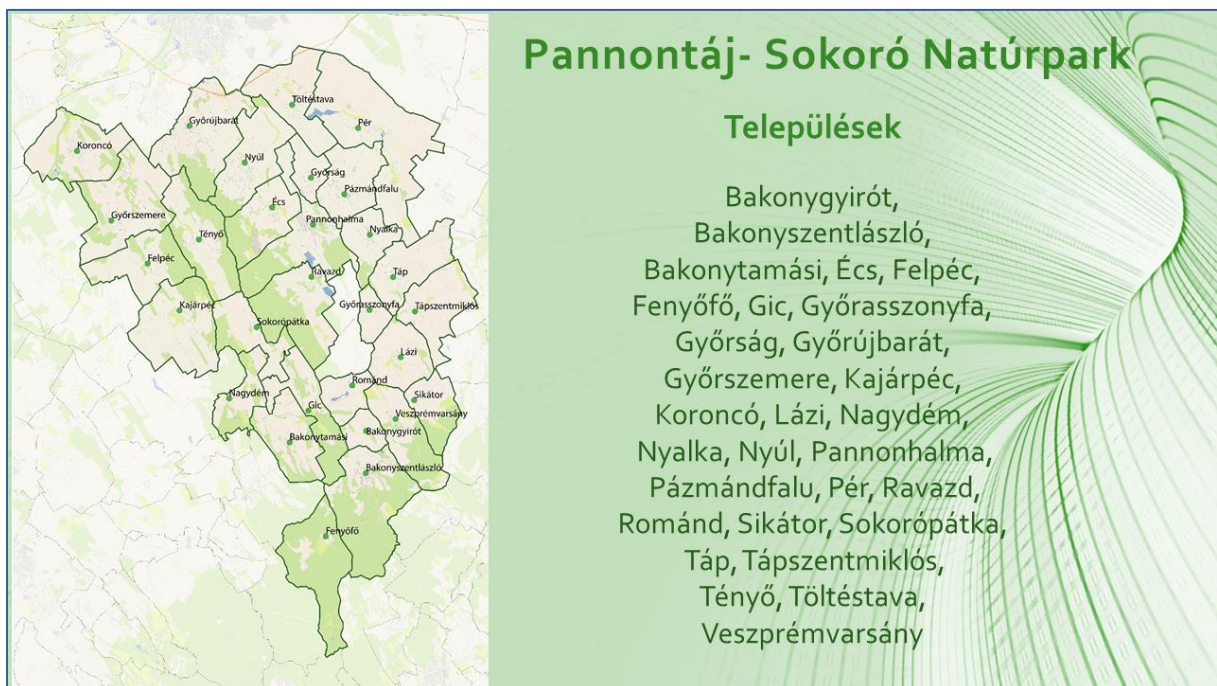 Pannontáj- Sokoró Natúrpark
Települések
Bakonygyirót,
Bakonyszentlászló,
Bakonytamási, Écs, Felpéc,
Fenyőfő, Gic, Győrasszonyfa,
Győrság, Győrújbarát,
Győrszemere, Kajárpéc,
Koroncó, Lázi, Nagydém,
Nyalka, Nyúl, Pannonhalma,
Pázmándfalu, Pér, Ravazd,
Románd, Sikátor, Sokorópátka,
Táp, Tápszentmiklós,
Tényő, Töltéstava,
Veszprémvarsány
Töltéstava
Győrújbarát
Pér
Koroncó
Nyúl
Győrság
Pázmándfalu
Écs
Győrszemere
Pannonhalma
Nyalka
Tényő
Felpéc
Ravazd
Táp
Kajárpéc
Győrasszonyfa
Tápszentmiklós
Sokorópátka
Lázi
Románd
Nagydém
Sikátor
Gic
Veszprémvarsány
Bakonygyirót
Bakonytamási
Bakonyszentlászló
Fenyőfő